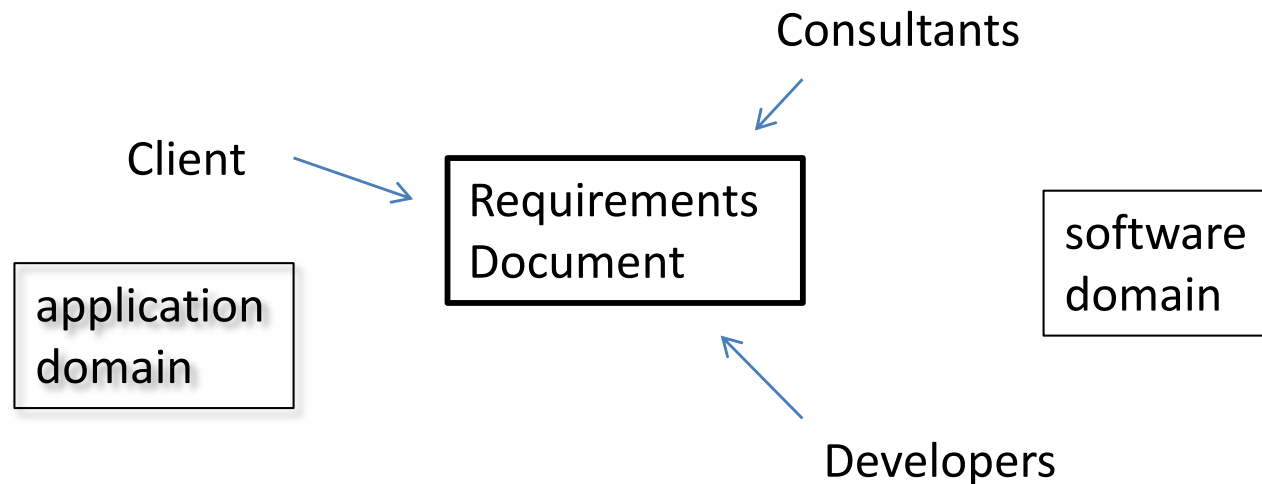 Consultants
Client
Requirements
Document
software
domain
application
domain
Developers